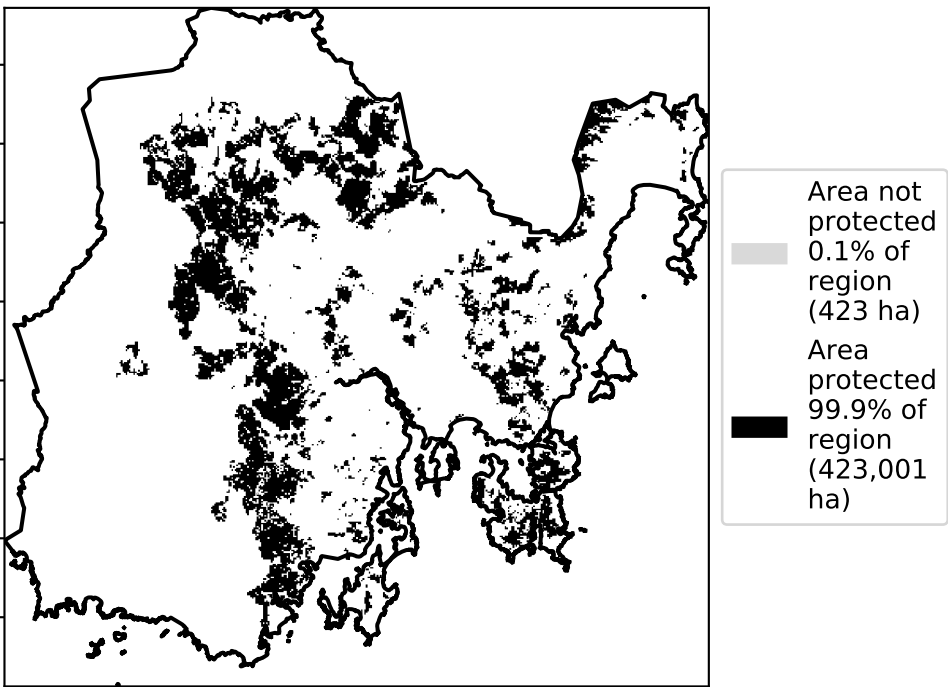 Area not
protected
0.1% of
region
(423 ha)
Area
protected
99.9% of
region
(423,001
ha)